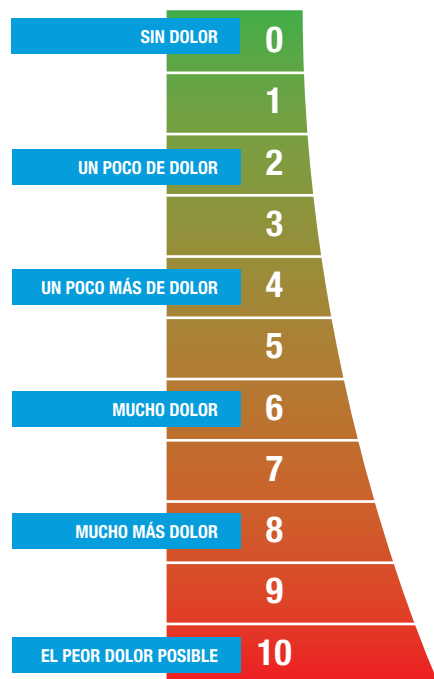 SIN DOLOR 0
1
UN POCO DE DOLOR 2
3
UN POCO MÁS DE DOLOR 4
5
MUCHO DOLOR 6
7
MUCHO MÁS DOLOR 8
9
EL PEOR DOLOR POSIBLE 10